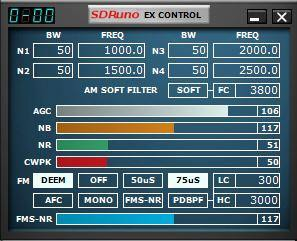 0-00 SDRuno EX CONTROL
BW FREQ BW FREQ
N1 50 1000.0 N3 50 2000.0
N2 50 1500.0 N4 50 2500.0
AM SOFT FILTER SOFT FC 3800
AGC 106
NB 117
NR 51
CWPK 50
FM DEEM OFF 50uS 75uS LC 300
AFC MONO FMS-NR PDBPF HC 3000
FMS-NR 117